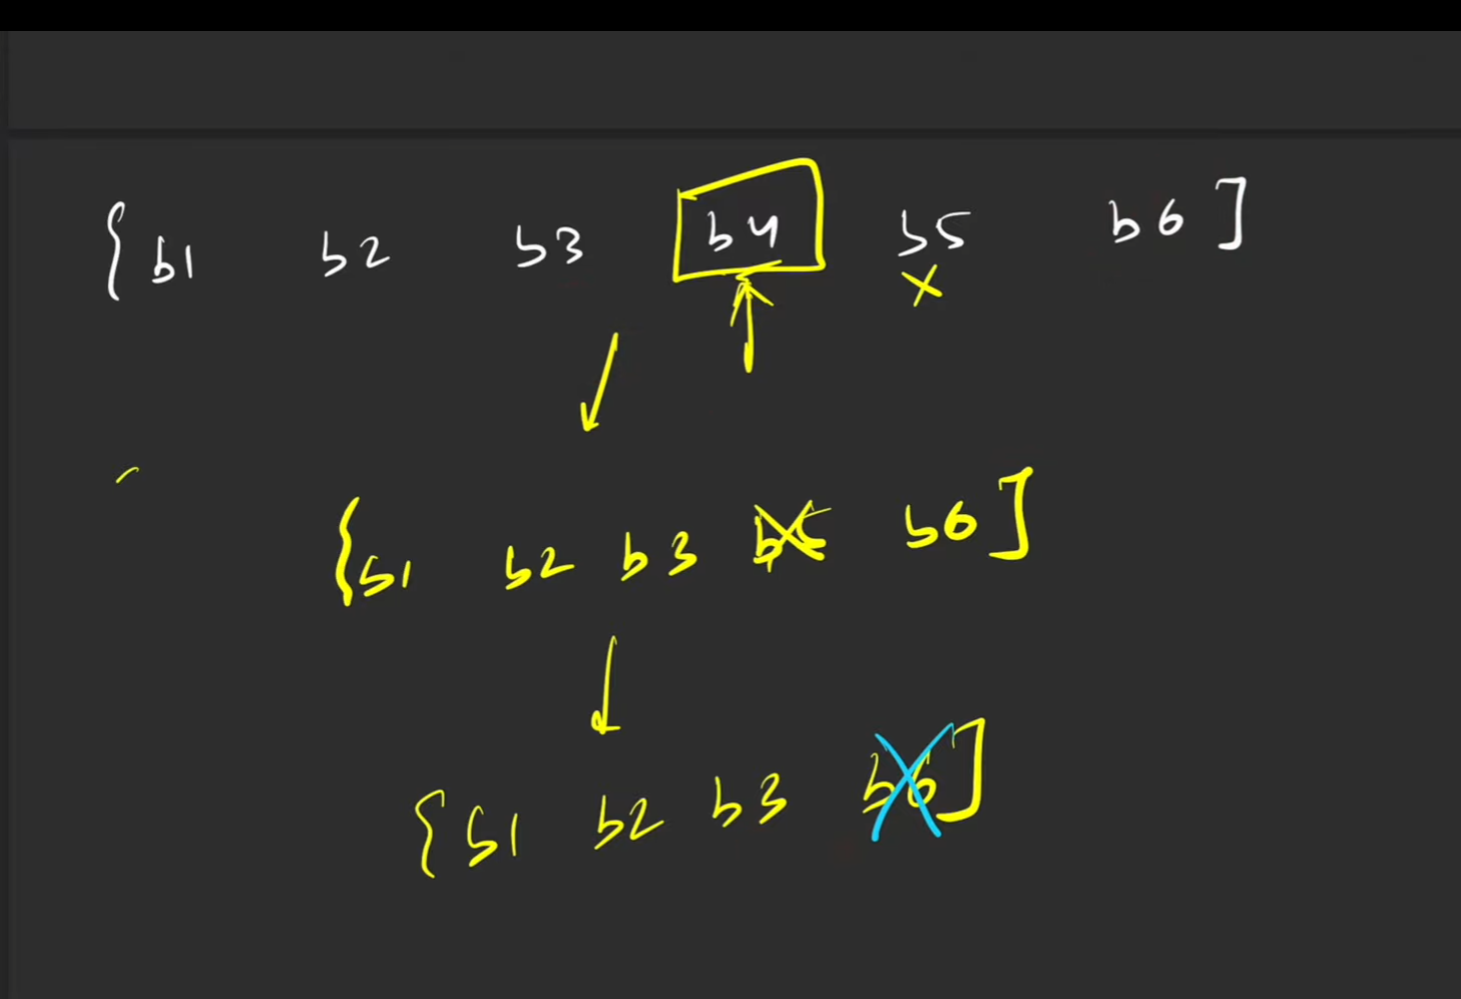 { b1 b2 b3 b4 b5 b6 ]
x
{ b1 b2 b3 b5 b6 ]
{ b1 b2 b3 b6 ]